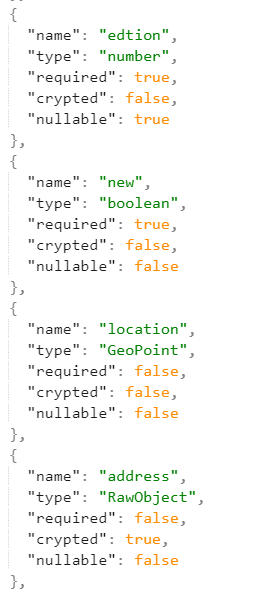 {
"name": "edtion",
"type": "number",
"required": true,
"crypted": false,
"nullable": true
},
{
"name": "new",
"type": "boolean",
"required": true,
"crypted": false,
"nullable": false
},
{
"name": "location",
"type": "GeoPoint",
"required": false,
"crypted": false,
"nullable": false
},
{
"name": "address",
"type": "RawObject",
"required": false,
"crypted": true,
"nullable": false
},